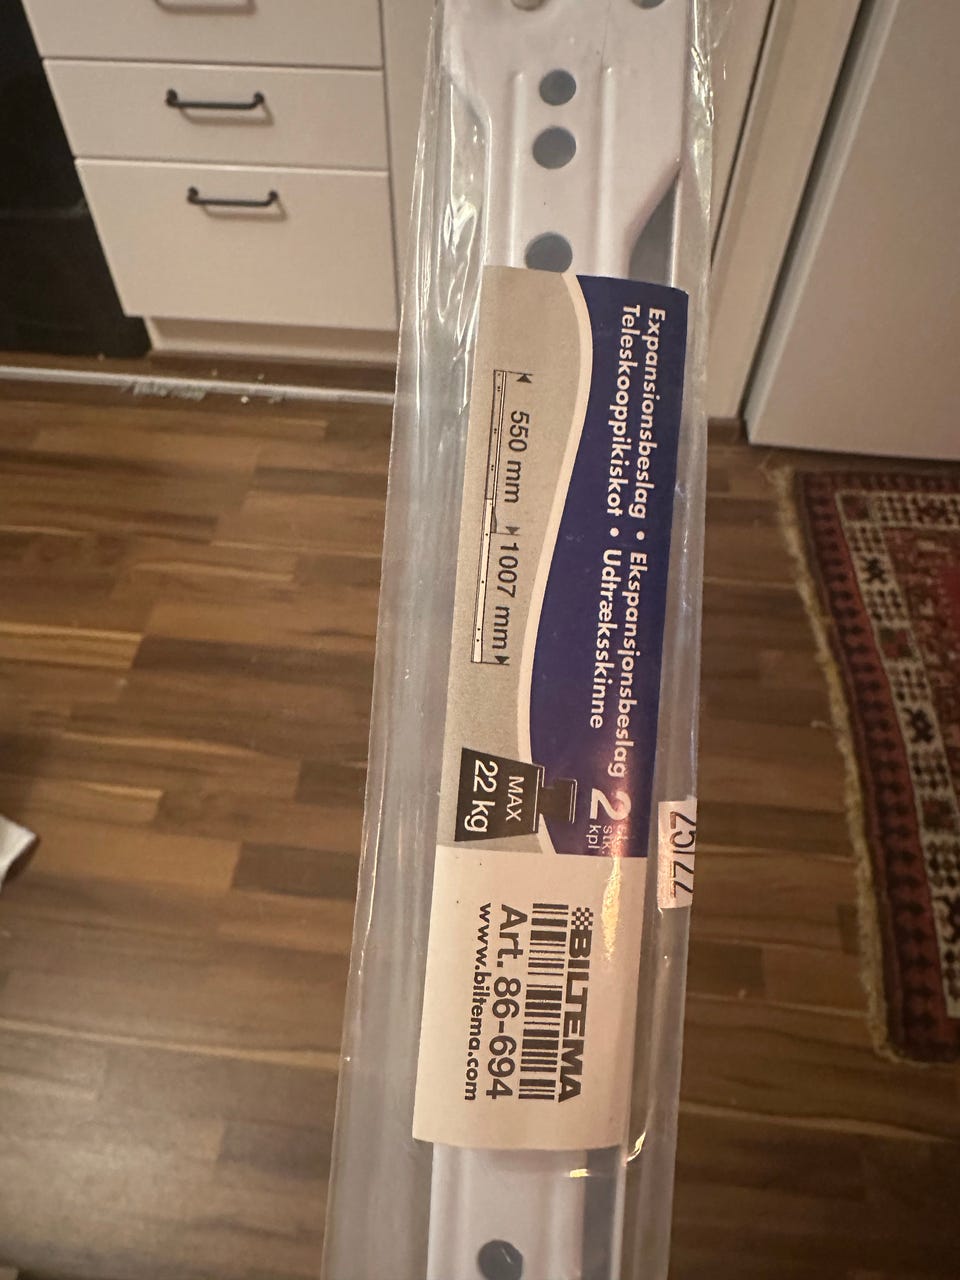 Expansionsbeslag • Ekspansjonsbeslag
Teleskooppikiskot • Udtræksskinne
2
stk.
kpl
550 mm
1007 mm
MAX
22 kg
BILTEMA
Art. 86-694
www.biltema.com